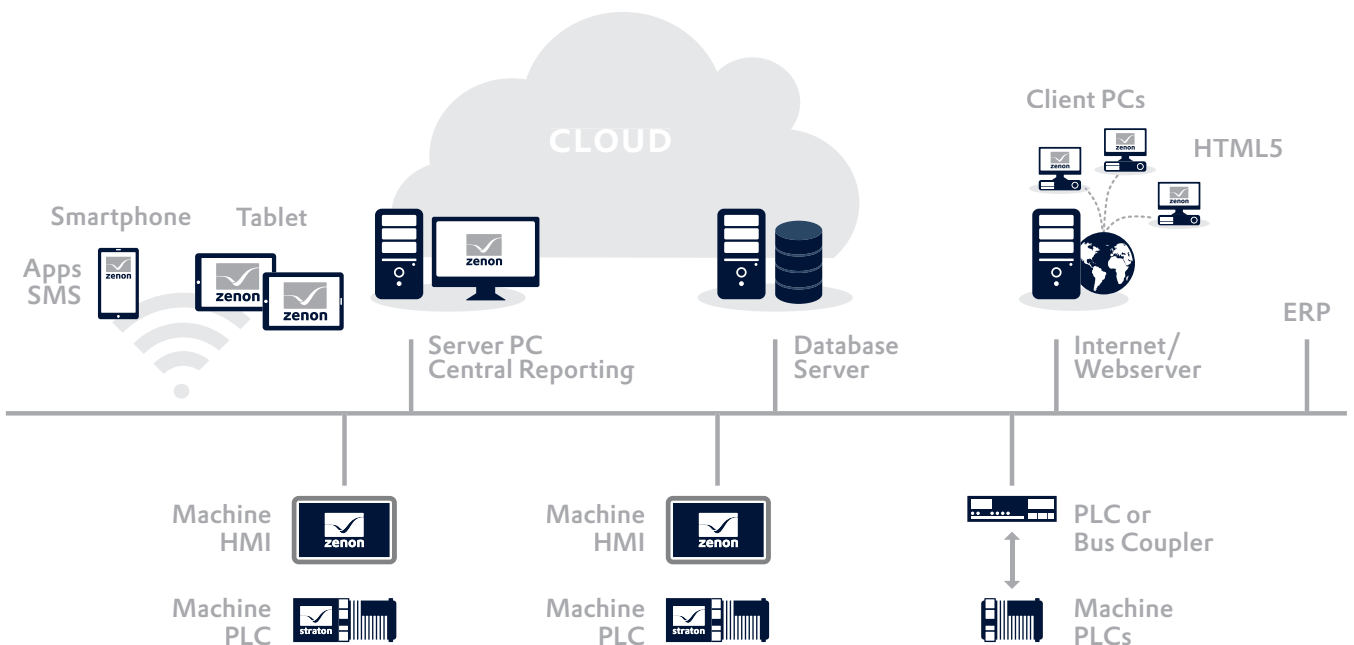 CLOUD
Client PCs
HTML5
zenon
zenon
zenon
Smartphone
Tablet
Apps
SMS
zenon
zenon
zenon
zenon
ERP
Server PC
Central Reporting
Database
Server
Internet/
Webserver
Machine
HMI
zenon
Machine
HMI
zenon
PLC or
Bus Coupler
Machine
PLC
straton
Machine
PLC
straton
Machine
PLCs